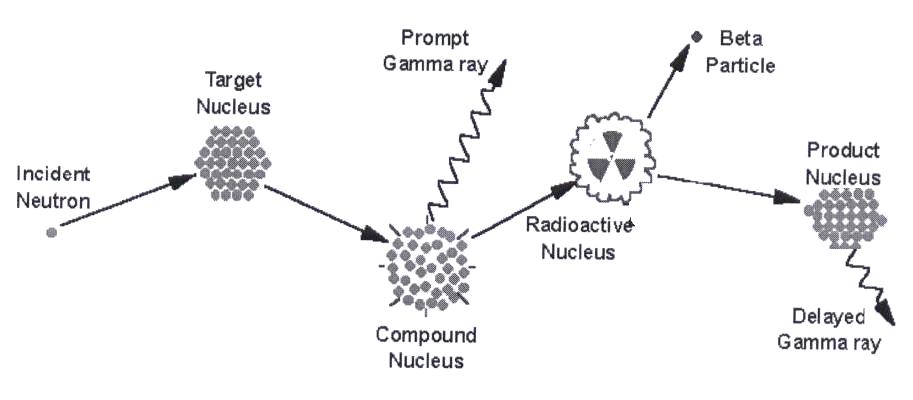 Incident
Neutron
Target
Nucleus
Prompt
Gamma ray
Compound
Nucleus
Radioactive
Nucleus
Beta
Particle
Product
Nucleus
Delayed
Gamma ray